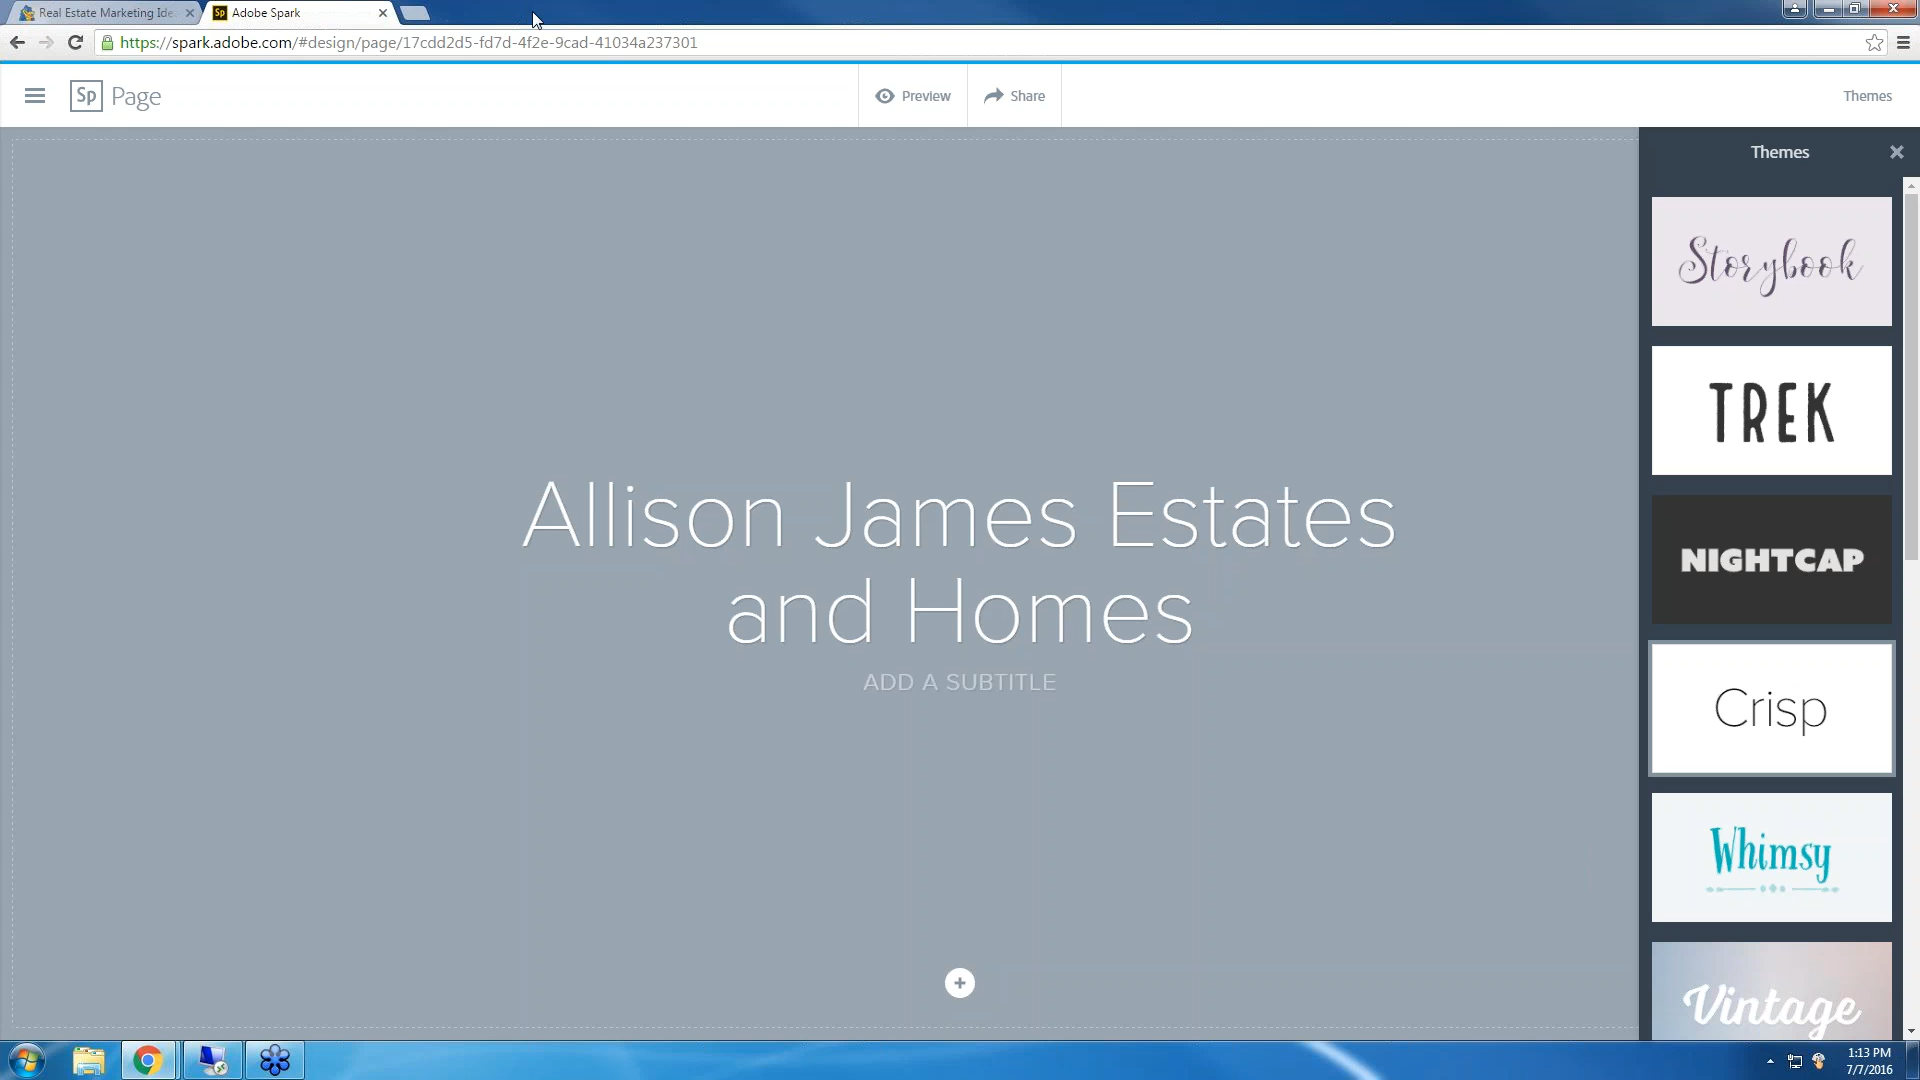 Real Estate Marketing Ide
Adobe Spark
https://spark.adobe.com/#design/page/17cdd2d5-fd7d-4f2e-9cad-41034a237301
Sp Page
Preview
Share
Themes
Themes
Storybook
TREK
NIGHTCAP
Crisp
Whimsy
Vintage
Allison James Estates
and Homes
ADD A SUBTITLE
1:13 PM
7/7/2016